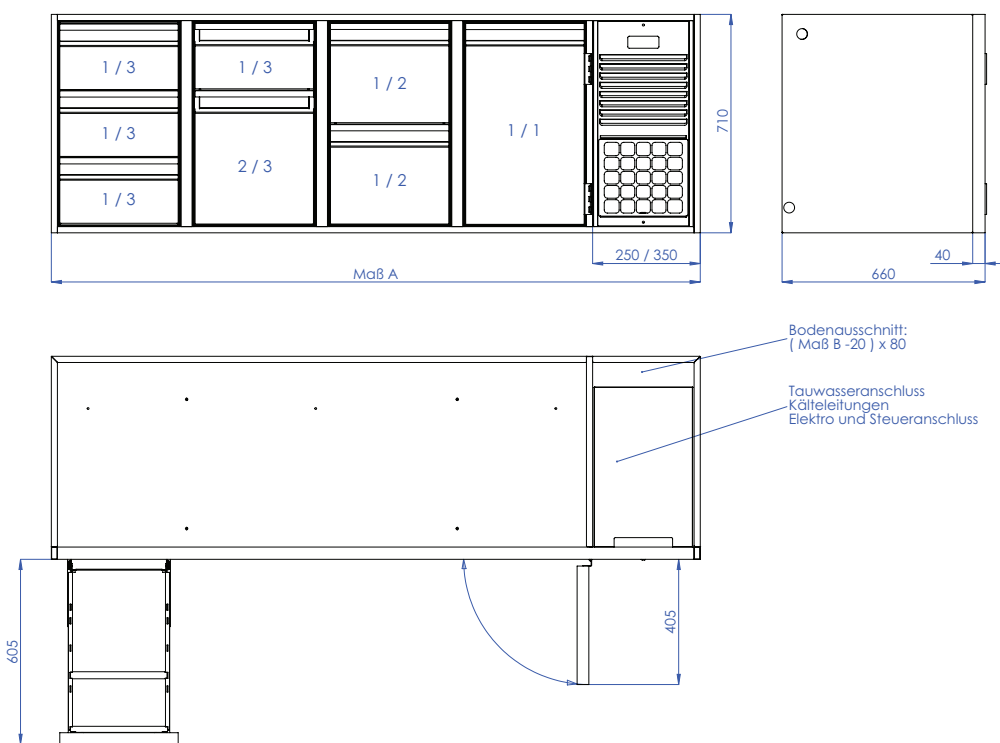 1 / 3
1 / 3
1 / 2
1 / 3
1 / 1
2 / 3
1 / 2
1 / 3
710
250 / 350
40
Maß A
660
Bodenausschnitt:
( Maß B -20 ) x 80
Tauwasseranschluss
Kälteleitungen
Elektro und Steueranschluss
605
405